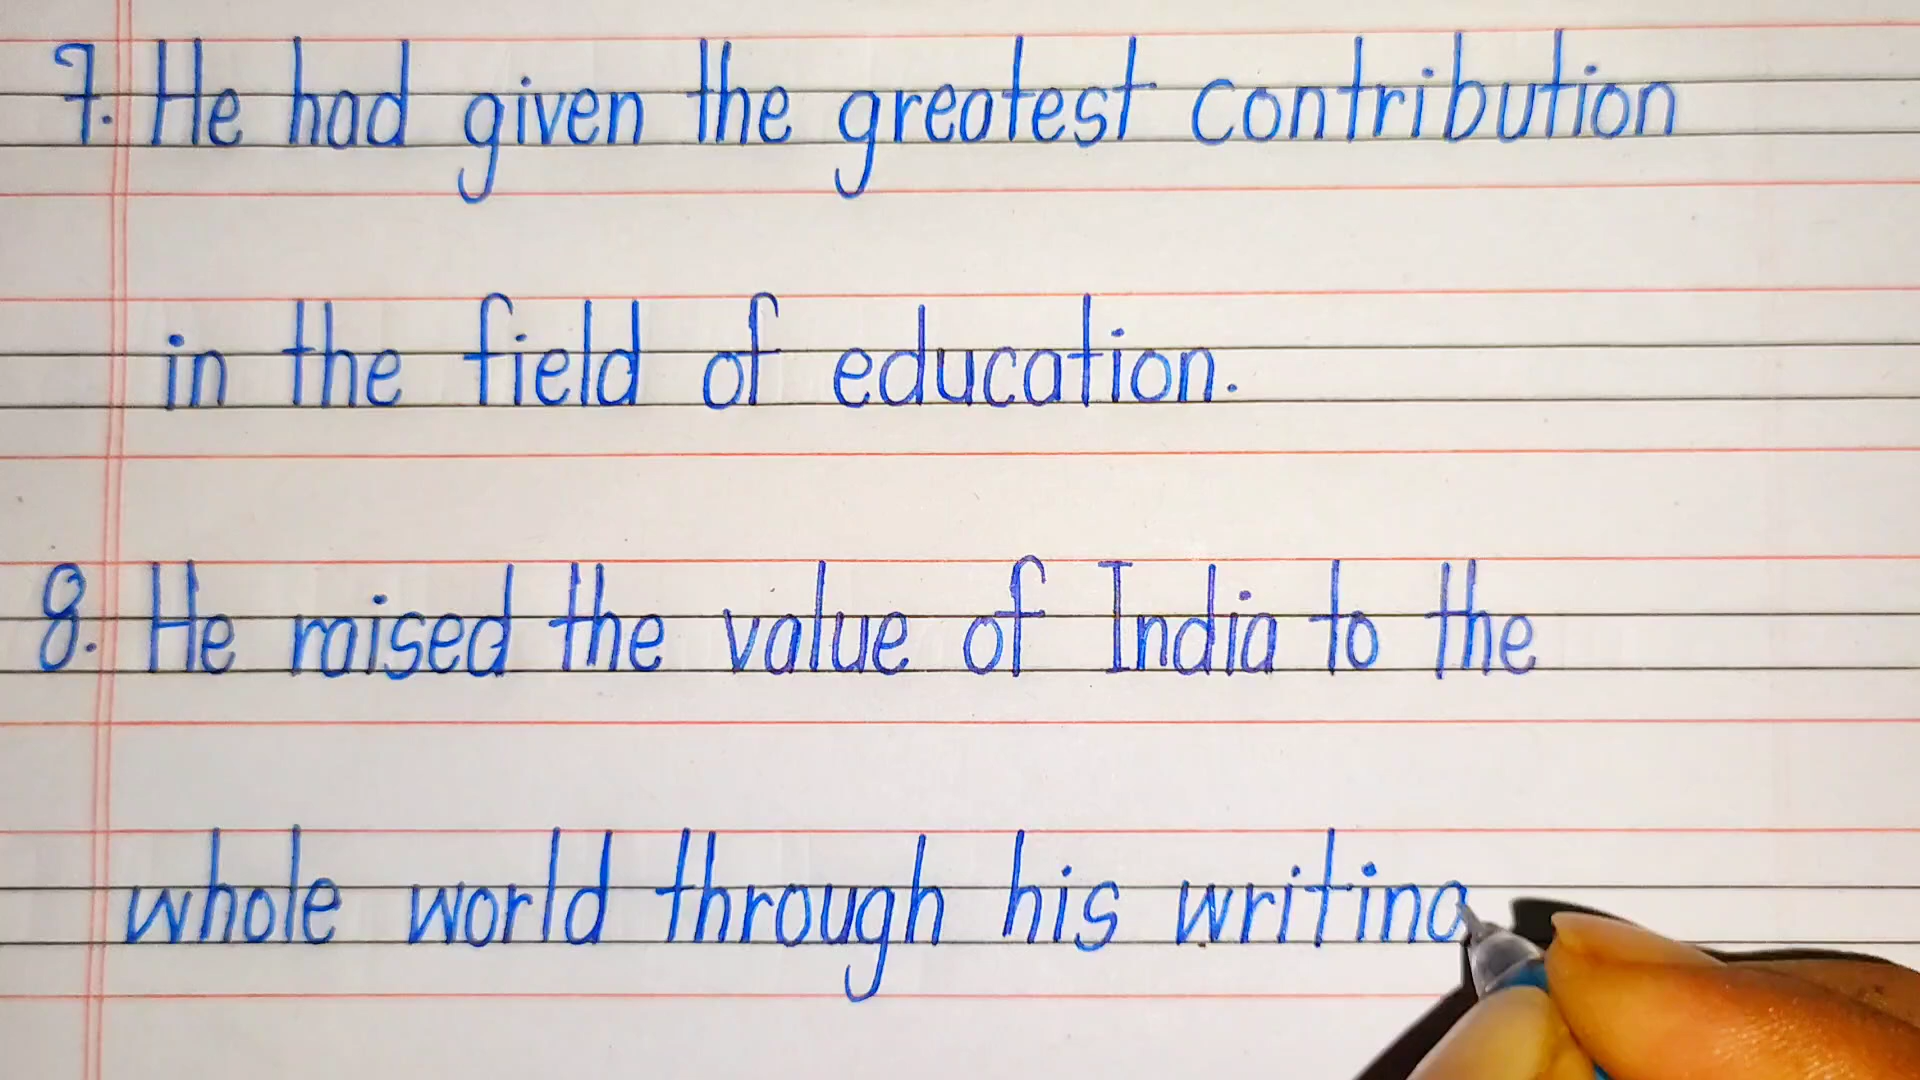 7. He had given the greatest contribution
in the field of education.
8. He raised the value of India to the
whole world through his